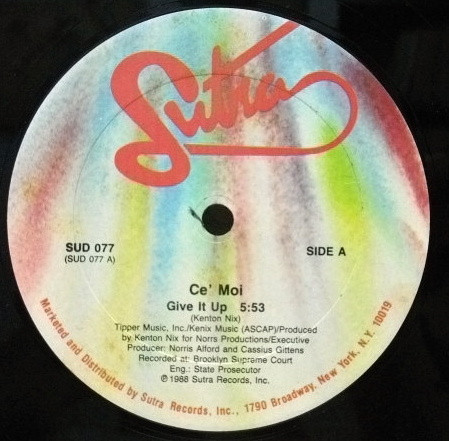 Sutra
SUD 077
(SUD 077 A)
SIDE A
Ce' Moi
Give It Up 5:53
(Kenton Nix)
Tipper Music, Inc./Kenix Music (ASCAP)/Produced
by Kenton Nix for Norrs Productions/Executive
Producer: Norris Alford and Cassius Gittens
Recorded at: Brooklyn Supreme Court
Eng.: State Prosecutor
℗ 1988 Sutra Records, Inc.
Marketed and Distributed by Sutra Records, Inc., 1790 Broadway, New York, N.Y. 10019